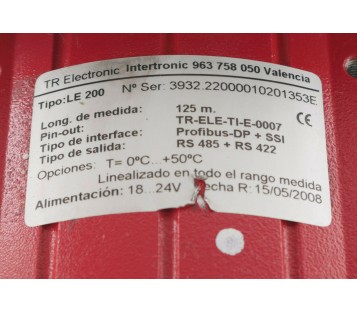 TR Electronic Intertronic 963 758 050 Valencia
Tipo:LE 200 Nº Ser: 3932.22000010201353E
Long. de medida: 125 m.
Pin-out: TR-ELE-TI-E-0007
Tipo de interface: Profibus-DP + SSI
Tipo de salida: RS 485 + RS 422
Opciones: T= 0ºC...+50ºC
Linealizado en todo el rango medida
Alimentación: 18...24V echa R: 15/05/2008
CE